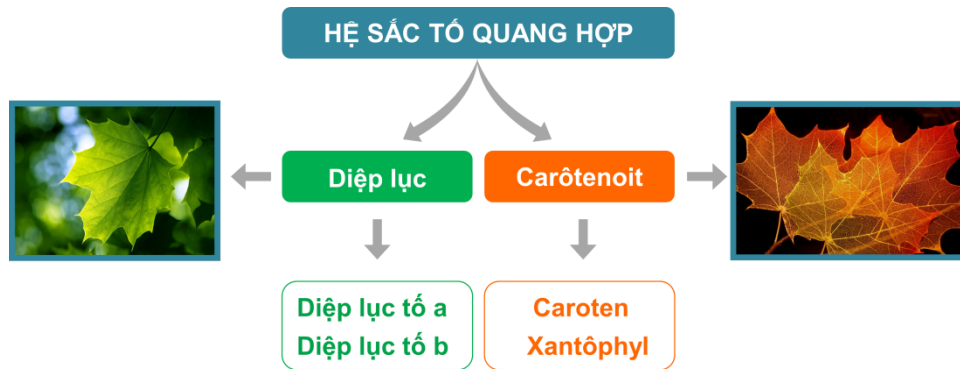 HỆ SẮC TỐ QUANG HỢP
Diệp lục
Carôtenoit
Diệp lục tố a
Diệp lục tố b
Caroten
Xantôphyl